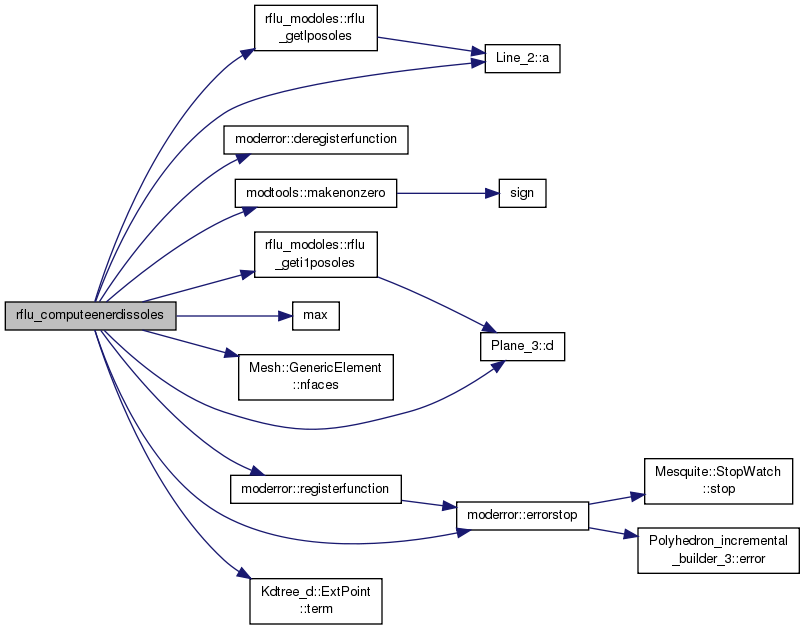 rflu_modoles::rflu
_getlposoles
Line_2::a
moderror::deregisterfunction
modtools::makenonzero
sign
rflu_modoles::rflu
_geti1posoles
rflu_computeenerdissoles
max
Plane_3::d
Mesh::GenericElement
::nfaces
moderror::registerfunction
Mesquite::StopWatch
::stop
moderror::errorstop
Polyhedron_incremental
_builder_3::error
Kdtree_d::ExtPoint
::term